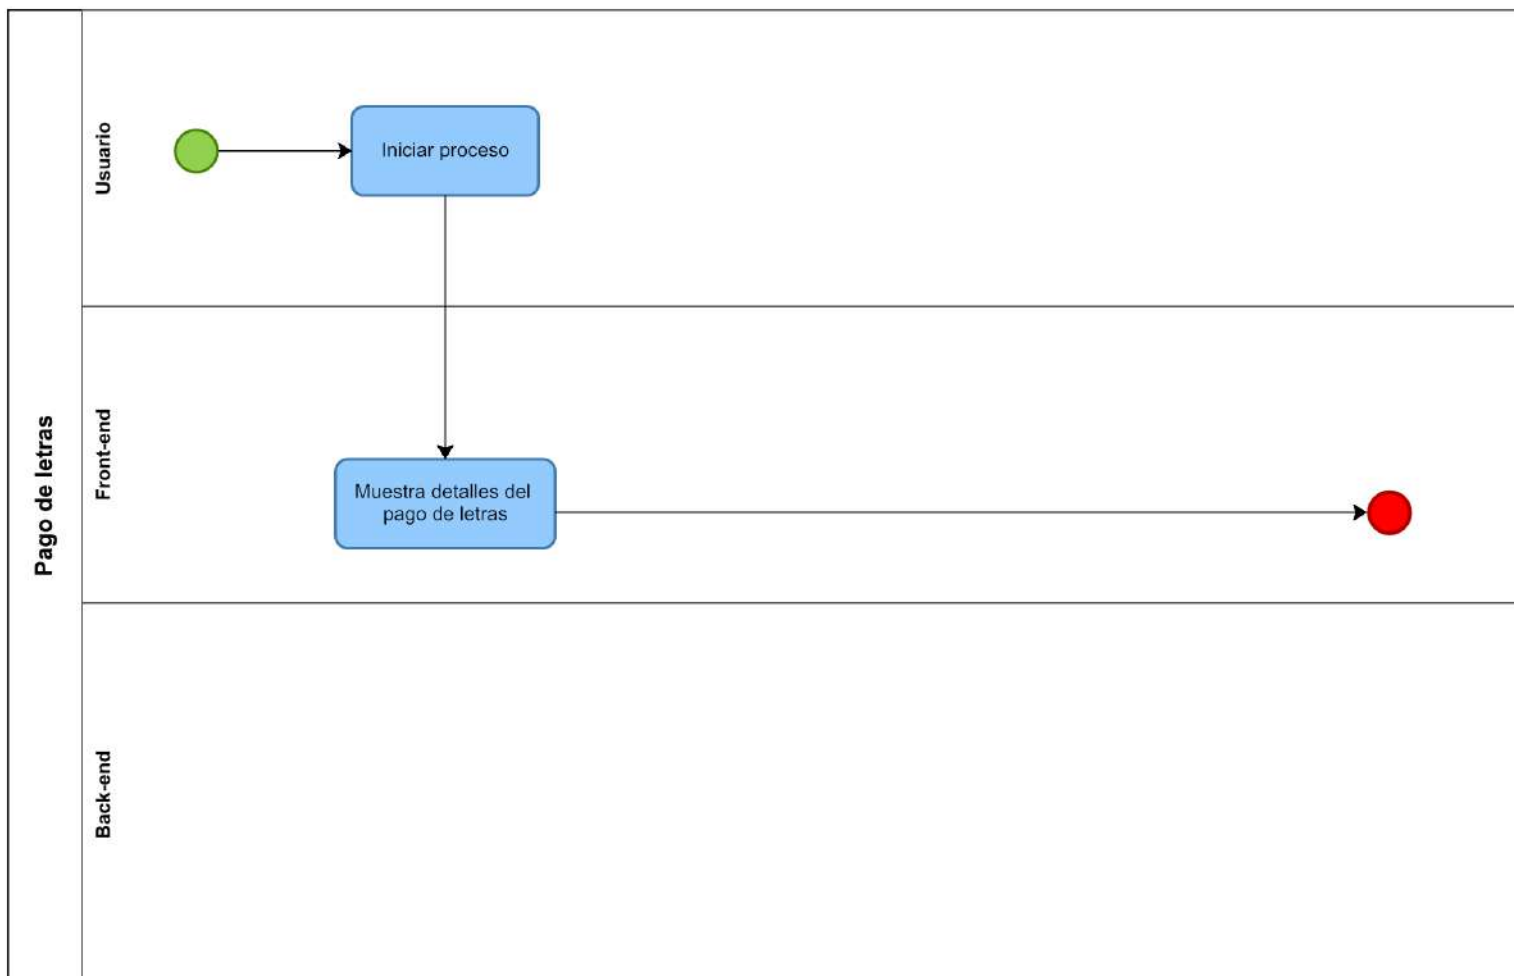 Pago de letras
Usuario
Iniciar proceso
Front-end
Muestra detalles del
pago de letras
Back-end